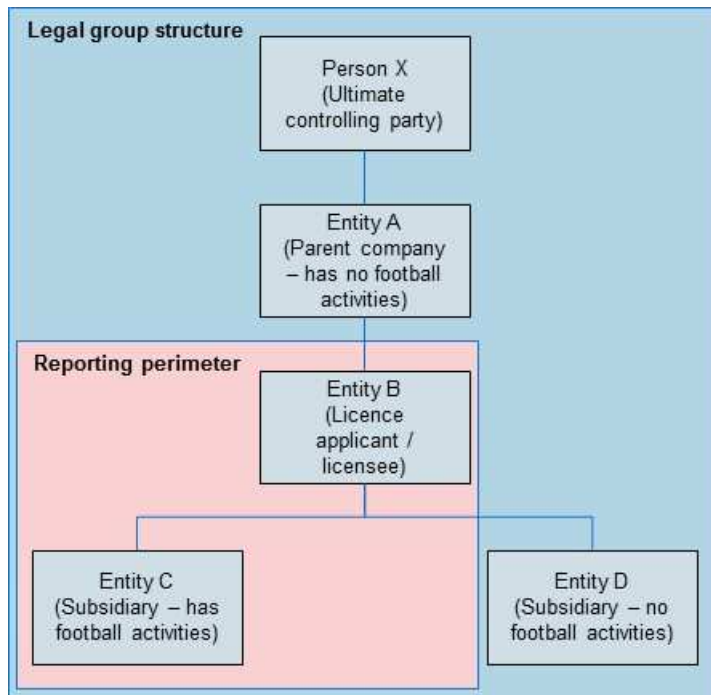 Legal group structure
Person X
(Ultimate
controlling party)
Entity A
(Parent company
– has no football
activities)
Reporting perimeter
Entity B
(Licence
applicant /
licensee)
Entity C
(Subsidiary – has
football activities)
Entity D
(Subsidiary – no
football activities)